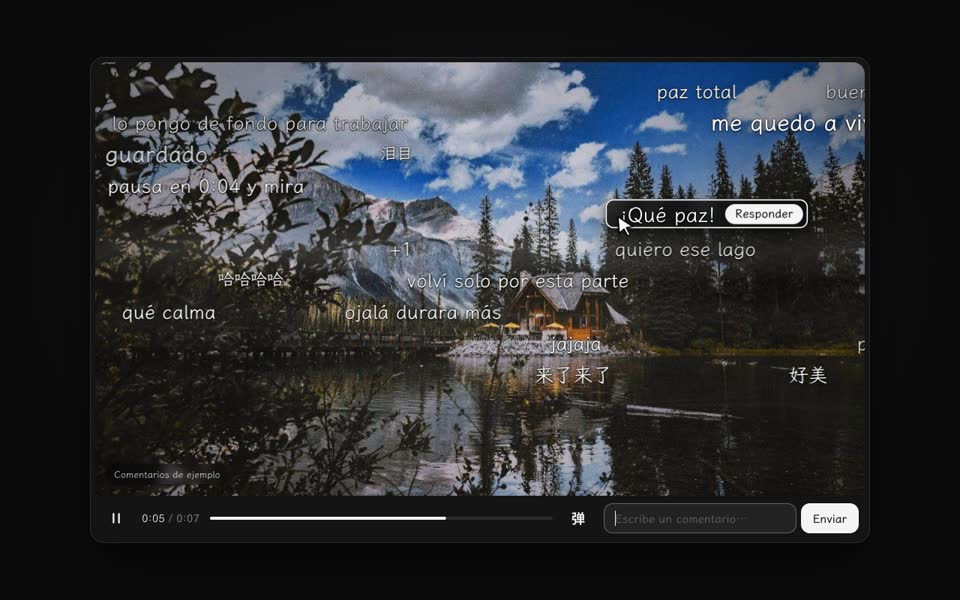 paz total
lo pongo de fondo para trabajar
me quedo a
guardado
泪目
pausa en 0:04 y mira
¡Qué paz! Responder
+1
quiero ese lago
哈哈哈哈
volví solo por esta parte
qué calma
ojalá durara más
jajaja
来了来了
好美
Comentarios de ejemplo
0:05 / 0:07
弹
Escribe un comentario…
Enviar